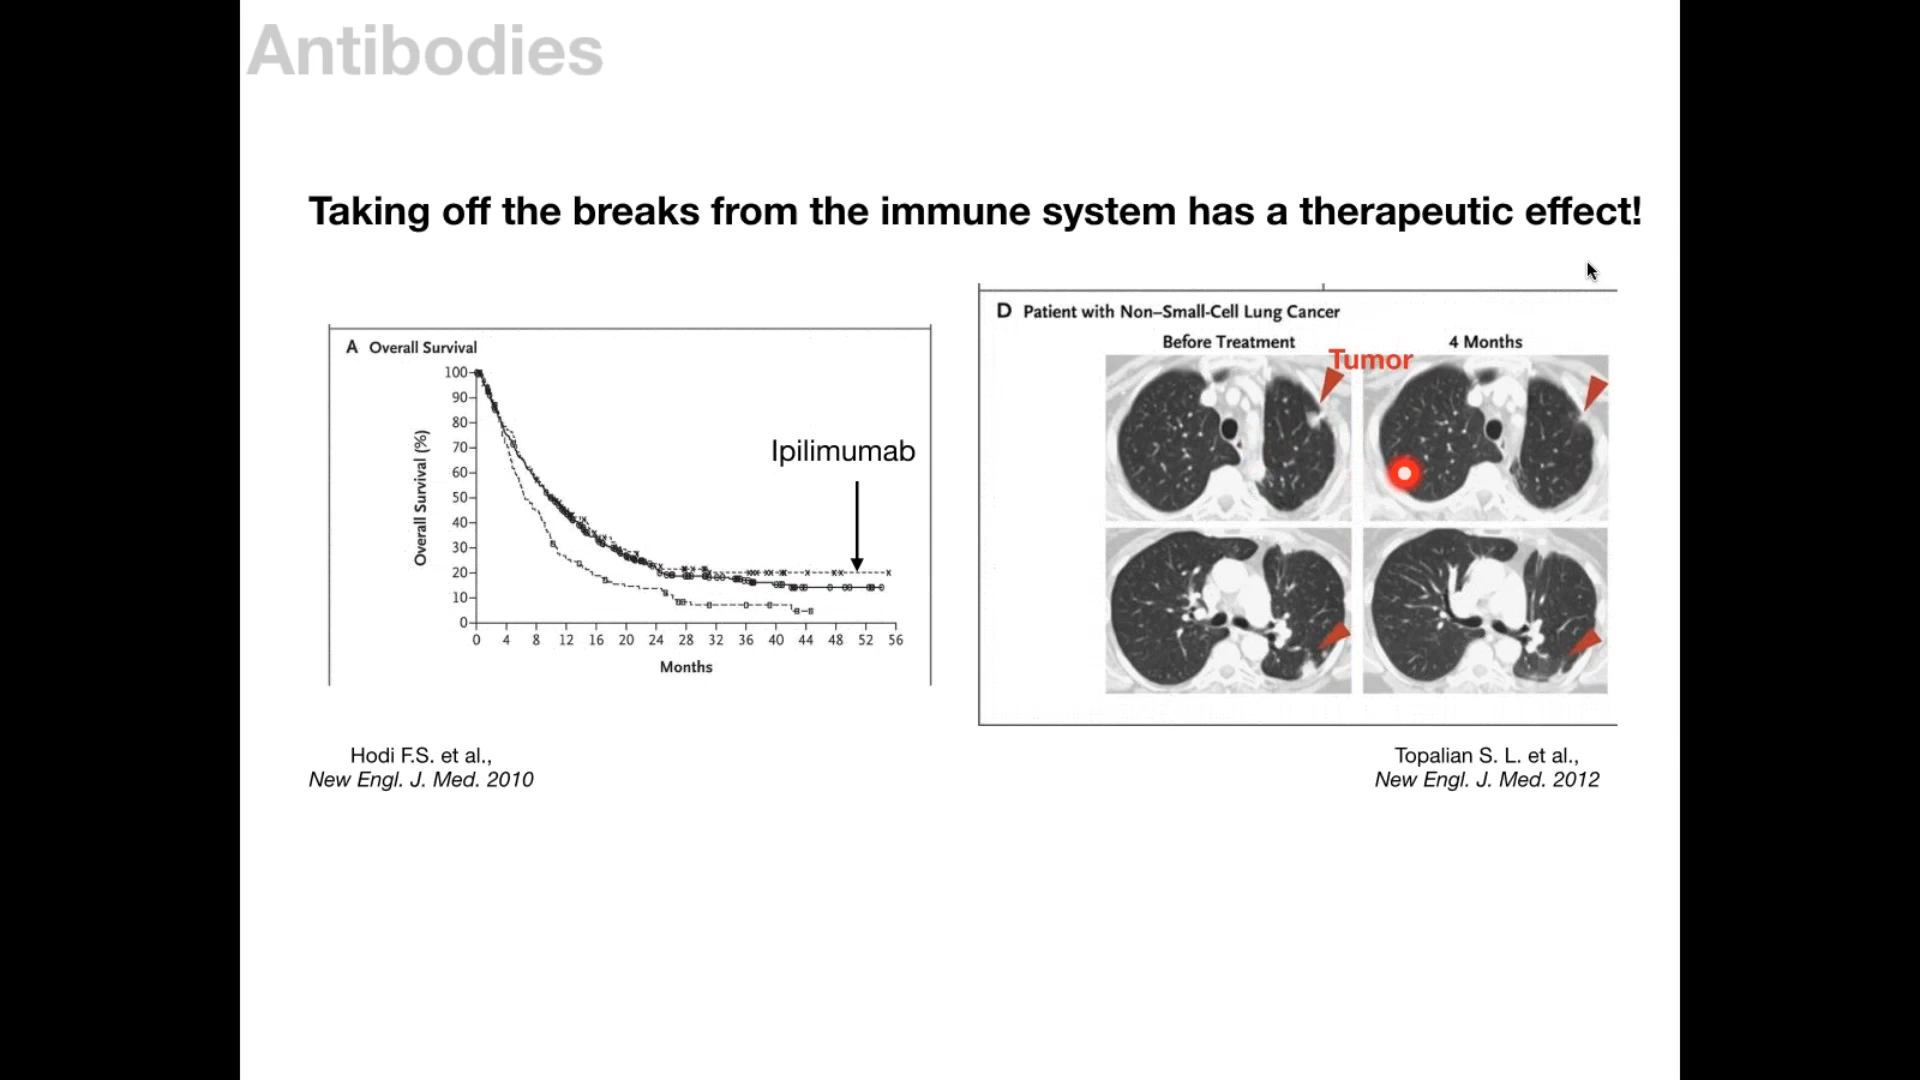 Antibodies
Taking off the breaks from the immune system has a therapeutic effect!
A Overall Survival
Overall Survival (%)
100
90
80
70
60
50
40
30
20
10
0
0 4 8 12 16 20 24 28 32 36 40 44 48 52 56
Months
Ipilimumab
Hodi F.S. et al.,
New Engl. J. Med. 2010
D Patient with Non–Small-Cell Lung Cancer
Before Treatment
4 Months
Tumor
Topalian S. L. et al.,
New Engl. J. Med. 2012